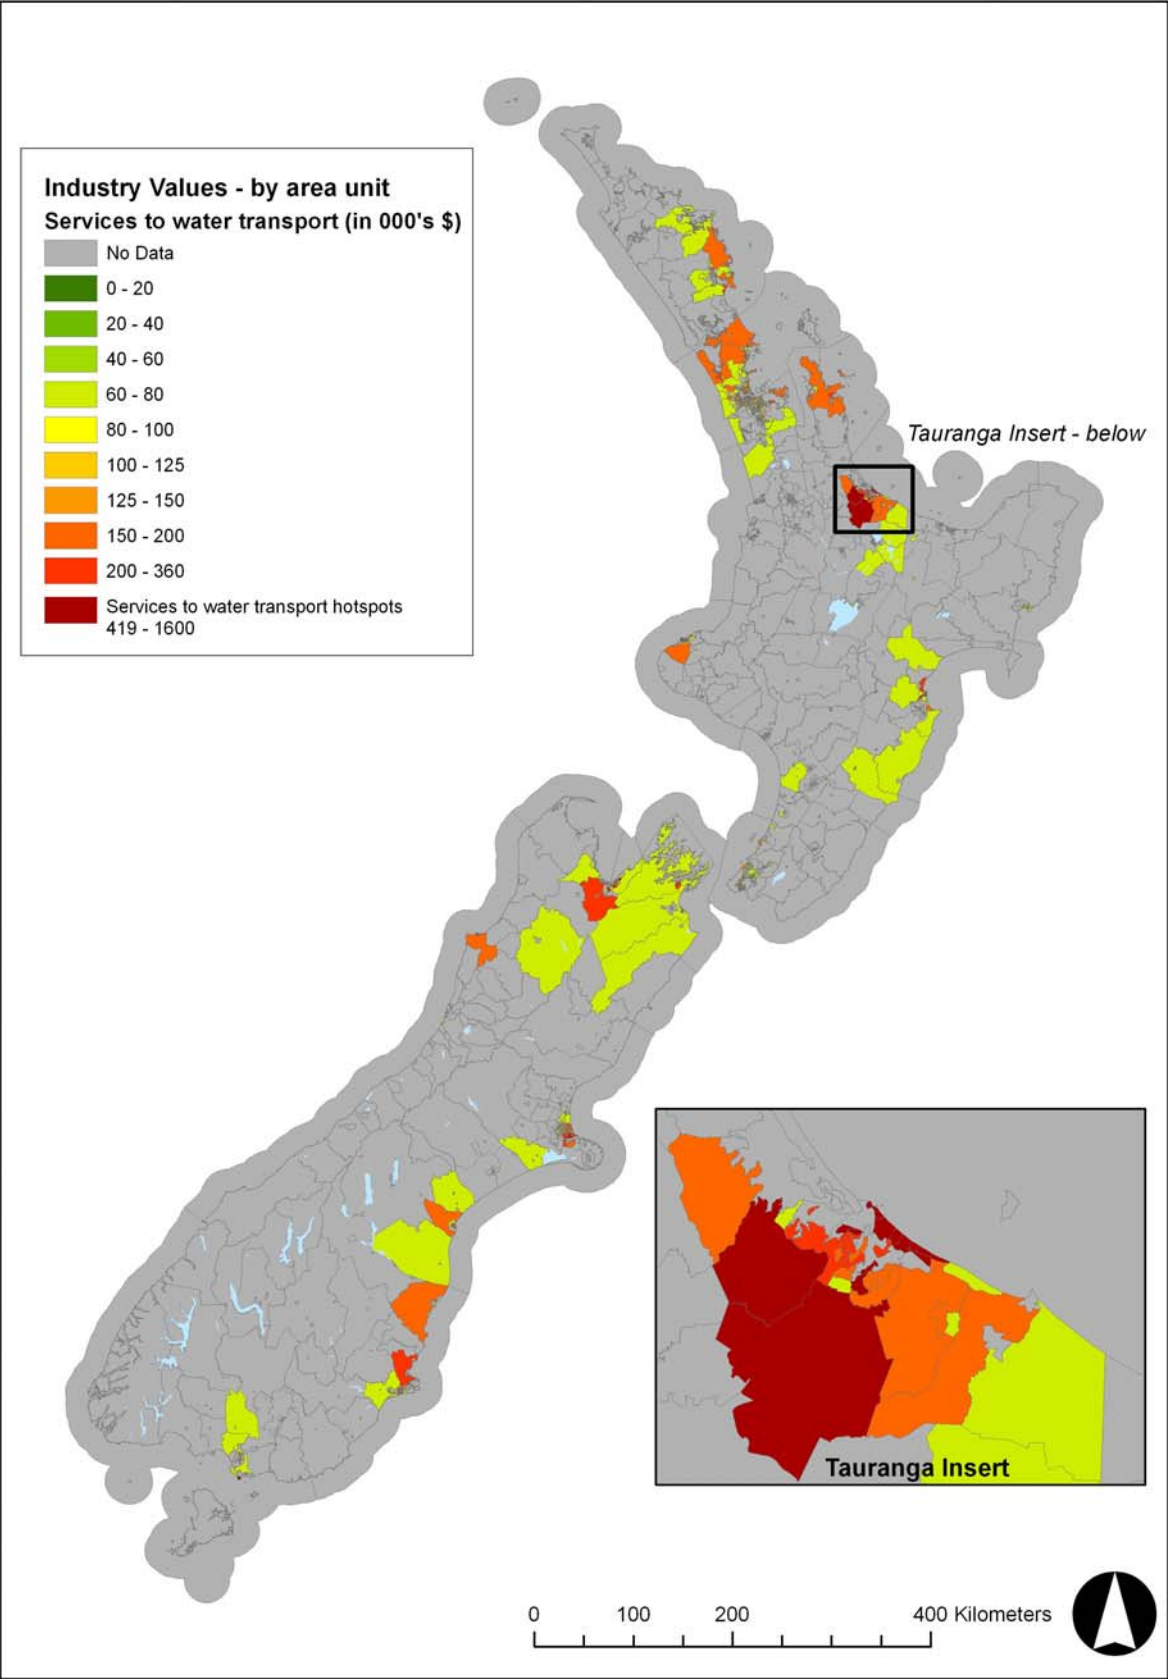 Industry Values - by area unit
Services to water transport (in 000's $)
No Data
0 - 20
20 - 40
40 - 60
60 - 80
80 - 100
100 - 125
125 - 150
150 - 200
200 - 360
Services to water transport hotspots
419 - 1600
Tauranga Insert - below
Tauranga Insert
0 100 200 400 Kilometers